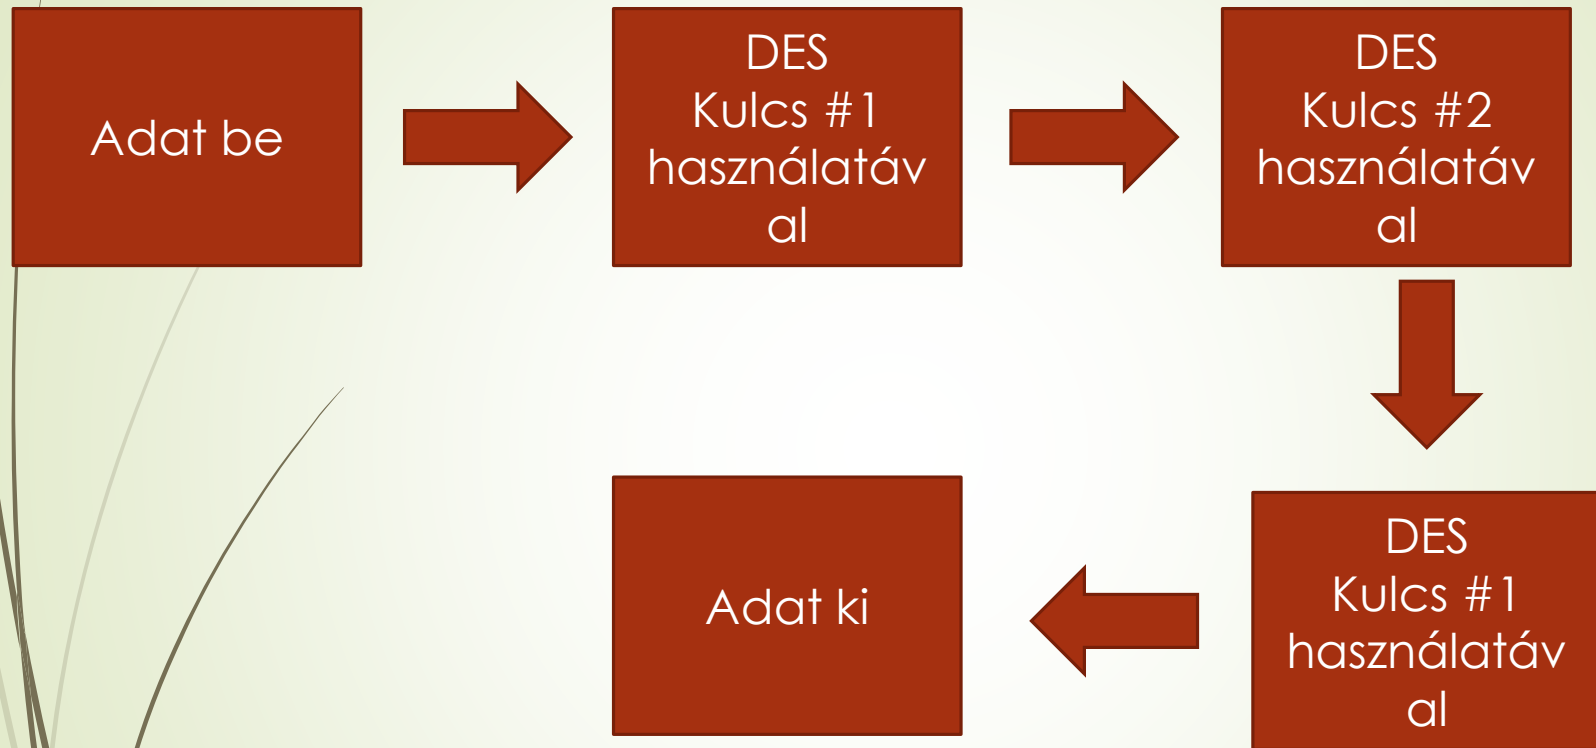 Adat be
DES
Kulcs #1
használatáv
al
DES
Kulcs #2
használatáv
al
DES
Kulcs #1
használatáv
al
Adat ki